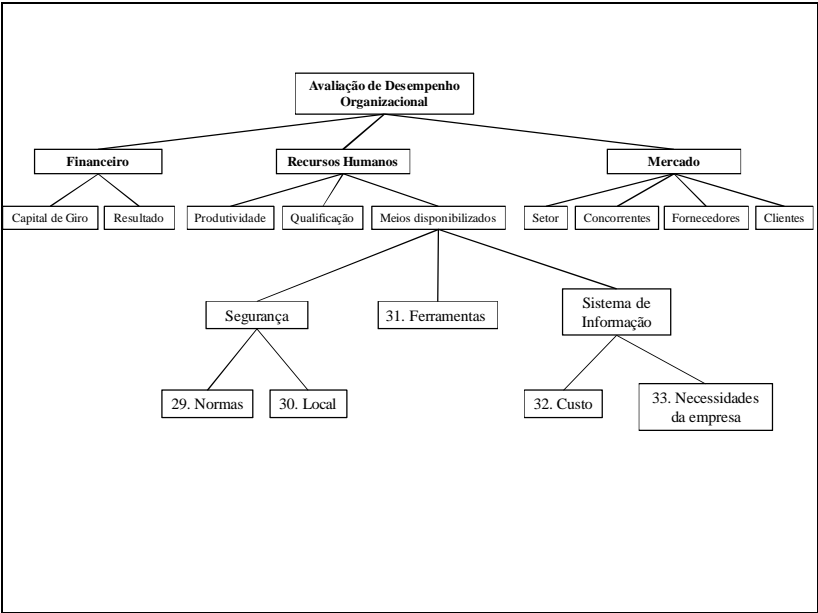 Avaliação de Desempenho
Organizacional
Financeiro
Recursos Humanos
Mercado
Capital de Giro
Resultado
Produtividade
Qualificação
Meios disponibilizados
Setor
Concorrentes
Fornecedores
Clientes
Segurança
31. Ferramentas
Sistema de
Informação
29. Normas
30. Local
32. Custo
33. Necessidades
da empresa